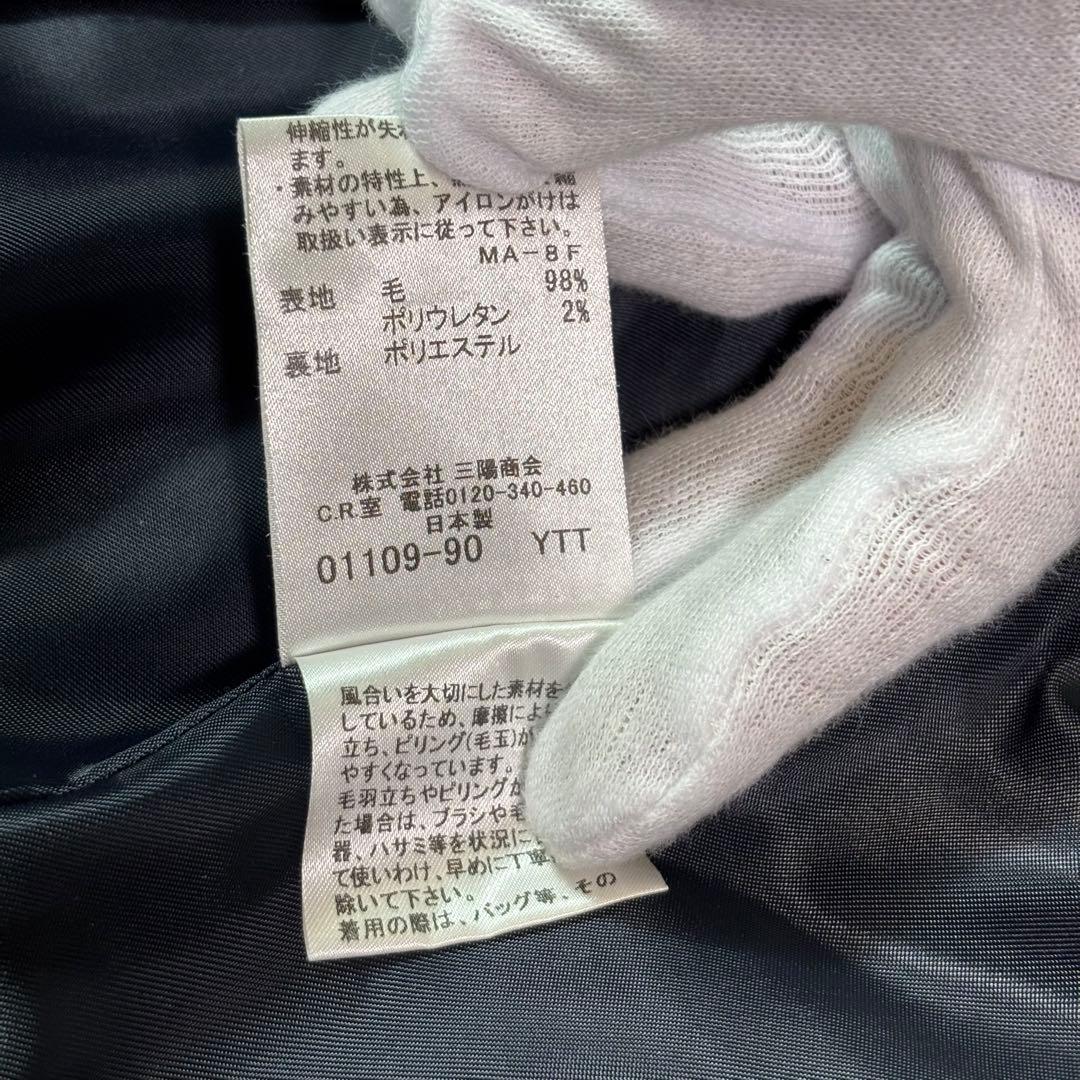 伸縮性が失
ます。
・素材の特性上、
みやすい為、アイロンがけは
取扱い表示に従って下さい。
MA-8F
表地 毛 98%
ポリウレタン 2%
裏地 ポリエステル
株式会社 三陽商会
C.R室 電話0120-340-460
日本製
01109-90 YTT
風合いを大切にした素材を
しているため、摩擦によ
立ち、ピリング(毛玉)が
やすくなっています。
毛羽立ちやピリングが
た場合は、ブラシや毛
器、ハサミ等を状況に
て使いわけ、早めに丁寧
除いて下さい。
着用の際は、バッグ等、その